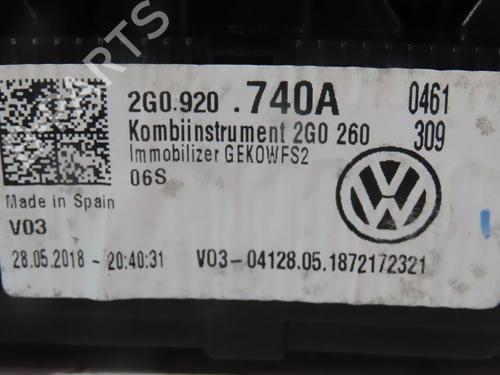 2G0.920 .740A 0461
Kombiinstrument 2G0 260 309
Immobilizer GEKOWFS2
06S
Made in Spain
V03
28.05.2018 - 20:40:31 V03-04128.05.1872172321